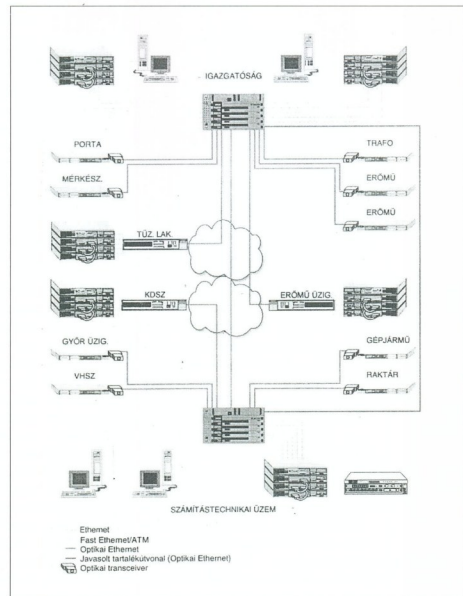 IGAZGATÓSÁG
PORTA
TRAFO
MÉRKÉSZ.
ERŐMŰ
ERŐMŰ
TŰZ. LAK.
KDSZ
ERŐMŰ ÜZIG.
GYŐR ÜZIG.
GÉPJÁRMŰ
VHSZ
RAKTÁR
SZÁMÍTÁSTECHNIKAI ÜZEM
Ethernet
Fast Ethernet/ATM
Optikai Ethernet
Javasolt tartalékútvonal (Optikai Ethernet)
Optikai transceiver